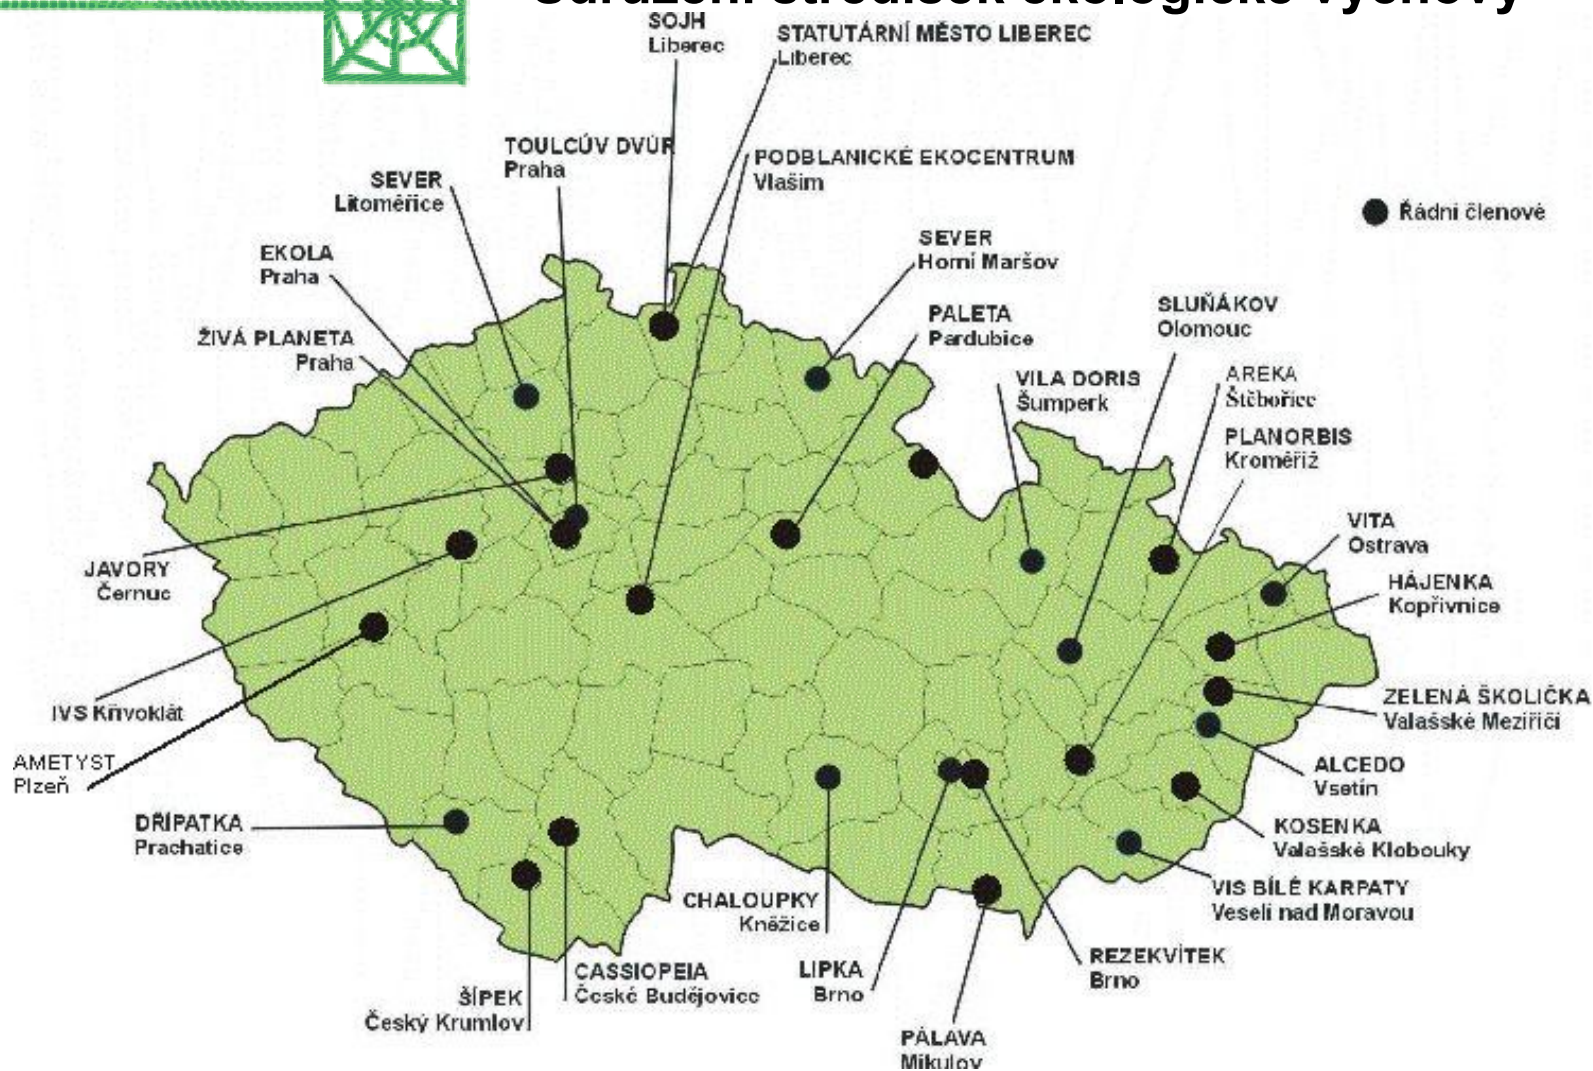 Sdružení středisek ekologické výchovy
SOJH
Liberec
STATUTÁRNÍ MĚSTO LIBEREC
Liberec
TOULCŮV DVŮR
Praha
PODBLANICKÉ EKOCENTRUM
Vlašim
SEVER
Litoměřice
Řádní členové
EKOLA
Praha
SEVER
Horní Maršov
SLUŇÁKOV
Olomouc
PALETA
Pardubice
ŽIVÁ PLANETA
Praha
VILA DORIS
Šumperk
AREKA
Štěbořice
PLANORBIS
Kroměříž
VITA
Ostrava
JAVORY
Černuc
HÁJENKA
Kopřivnice
IVS Křivoklát
ZELENÁ ŠKOLIČKA
Valašské Meziříčí
AMETYST
Plzeň
ALCEDO
Vsetín
DŘÍPATKA
Prachatice
KOSENKA
Valašské Klobouky
CHALOUPKY
Kněžice
VIS BÍLÉ KARPATY
Veselí nad Moravou
REZEKVÍTEK
Brno
LIPKA
Brno
CASSIOPEIA
České Budějovice
ŠÍPEK
Český Krumlov
PÁLAVA
Mikulov